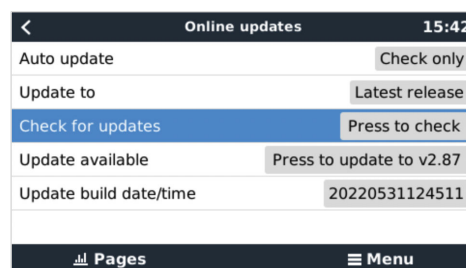 Online updates 15:42
Auto update Check only
Update to Latest release
Check for updates Press to check
Update available Press to update to v2.87
Update build date/time 20220531124511
Pages Menu